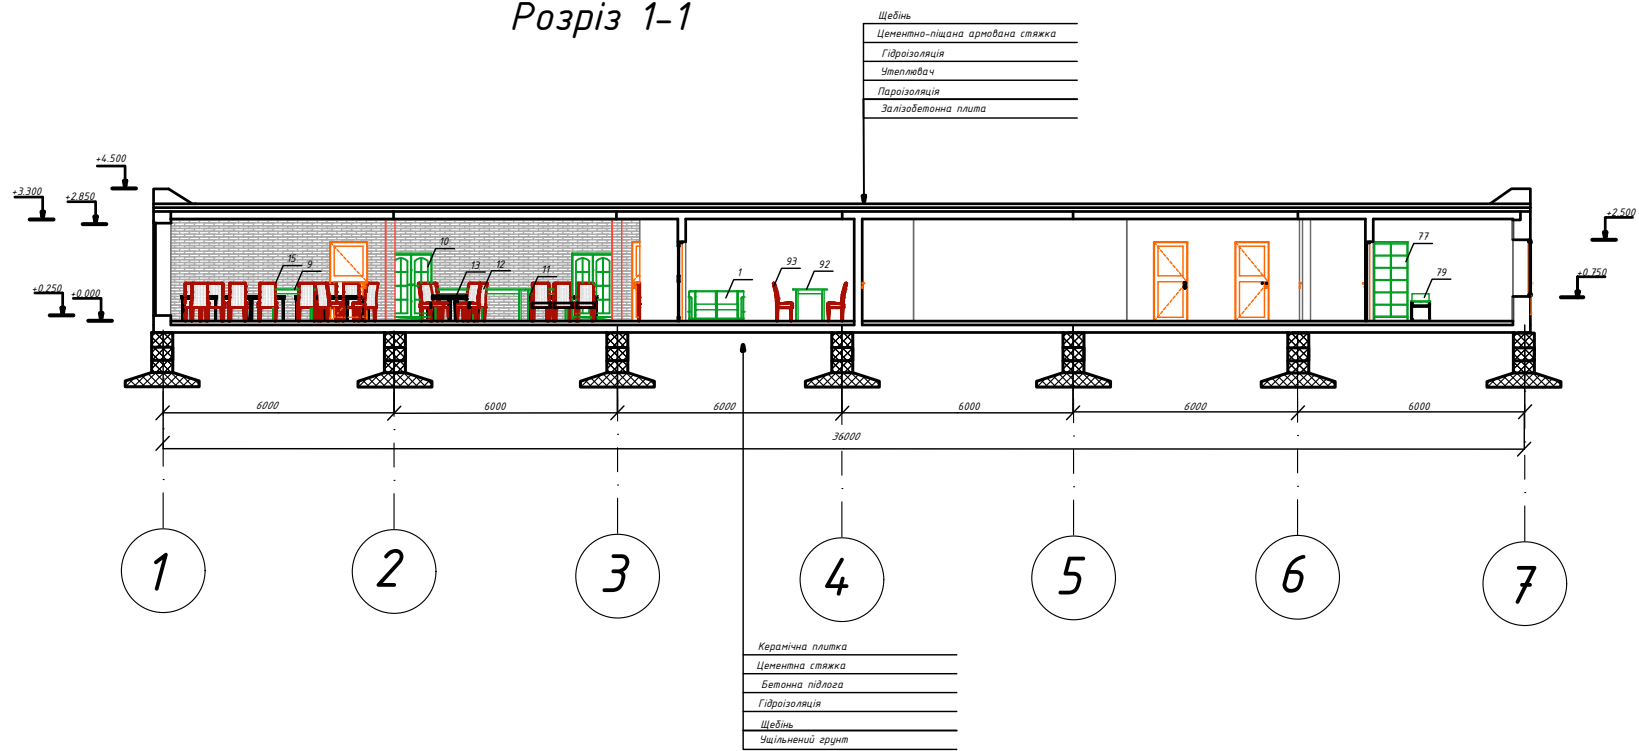 Розріз 1-1
Щебінь
Цементно-піщана армована стяжка
Гідроізоляція
Утеплювач
Пароізоляція
Залізобетонна плита
+4.500
+3.300
+2.850
+2.500
+0.750
+0.250
+0.000
15
9
10
13
12
11
1
93
92
77
79
6000
6000
6000
6000
6000
6000
36000
1
2
3
4
5
6
7
Керамічна плитка
Цементна стяжка
Бетонна підлога
Гідроізоляція
Щебінь
Ущільнений грунт